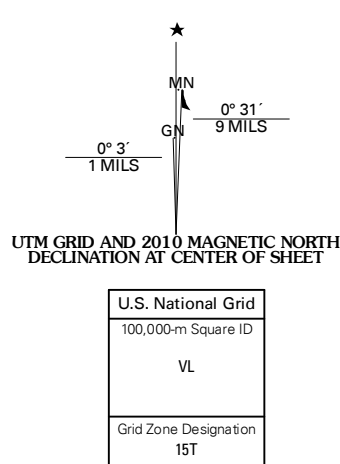 MN
0° 31´
9 MILS
GN
0° 3´
1 MILS
UTM GRID AND 2010 MAGNETIC NORTH
DECLINATION AT CENTER OF SHEET
U.S. National Grid
100,000-m Square ID
VL
Grid Zone Designation
15T